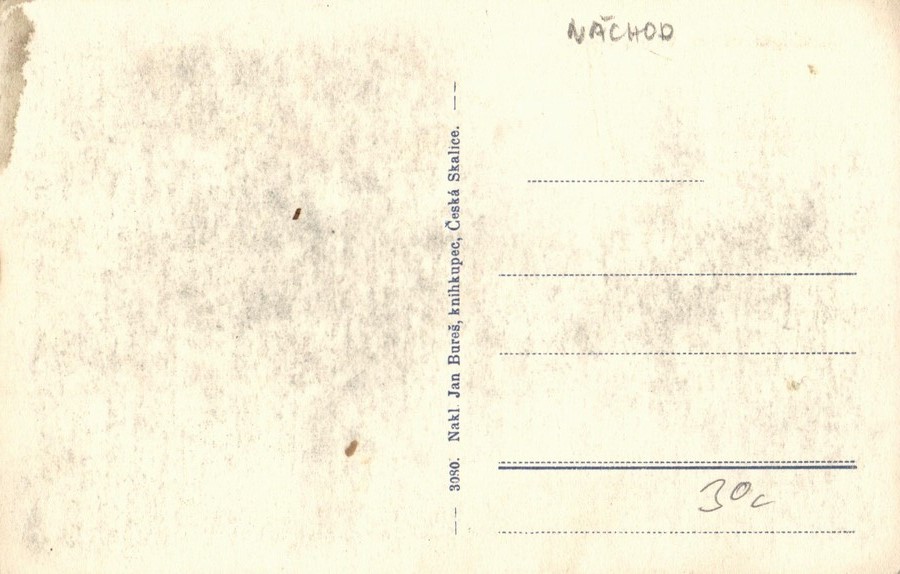 NÁCHOD
3080. Nakl. Jan Bureš, knihkupec, Česká Skalice.
30c